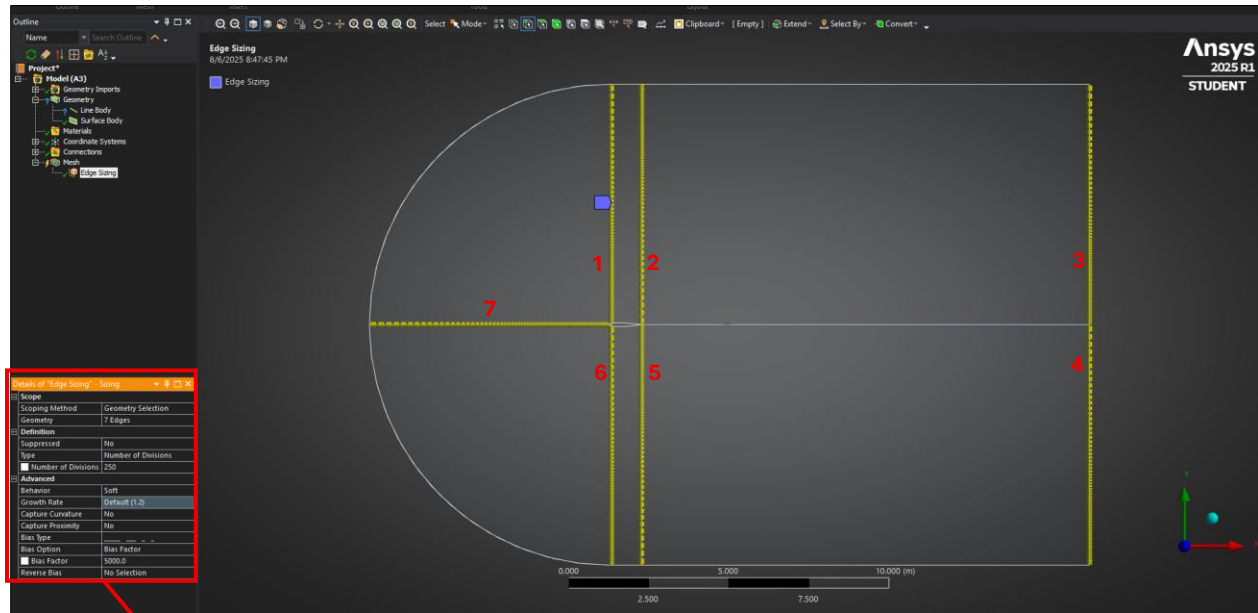 Outline
Name Search Outline
Project*
Model (A3)
Geometry Imports
Geometry
Line Body
Surface Body
Materials
Coordinate Systems
Connections
Mesh
Edge Sizing
Select Mode Clipboard [ Empty ] Extend Select By Convert
Edge Sizing
8/6/2025 8:47:45 PM
Edge Sizing
Ansys
2025 R1
STUDENT
1
2
3
7
6
5
4
Details of "Edge Sizing" - Sizing
Scope
Scoping Method Geometry Selection
Geometry 7 Edges
Definition
Suppressed No
Type Number of Divisions
Number of Divisions 250
Advanced
Behavior Soft
Growth Rate Default (1.2)
Capture Curvature No
Capture Proximity No
Bias Type
Bias Option Bias Factor
Bias Factor 5000.0
Reverse Bias No Selection
0.000 5.000 10.000 (m)
2.500 7.500
Y
X